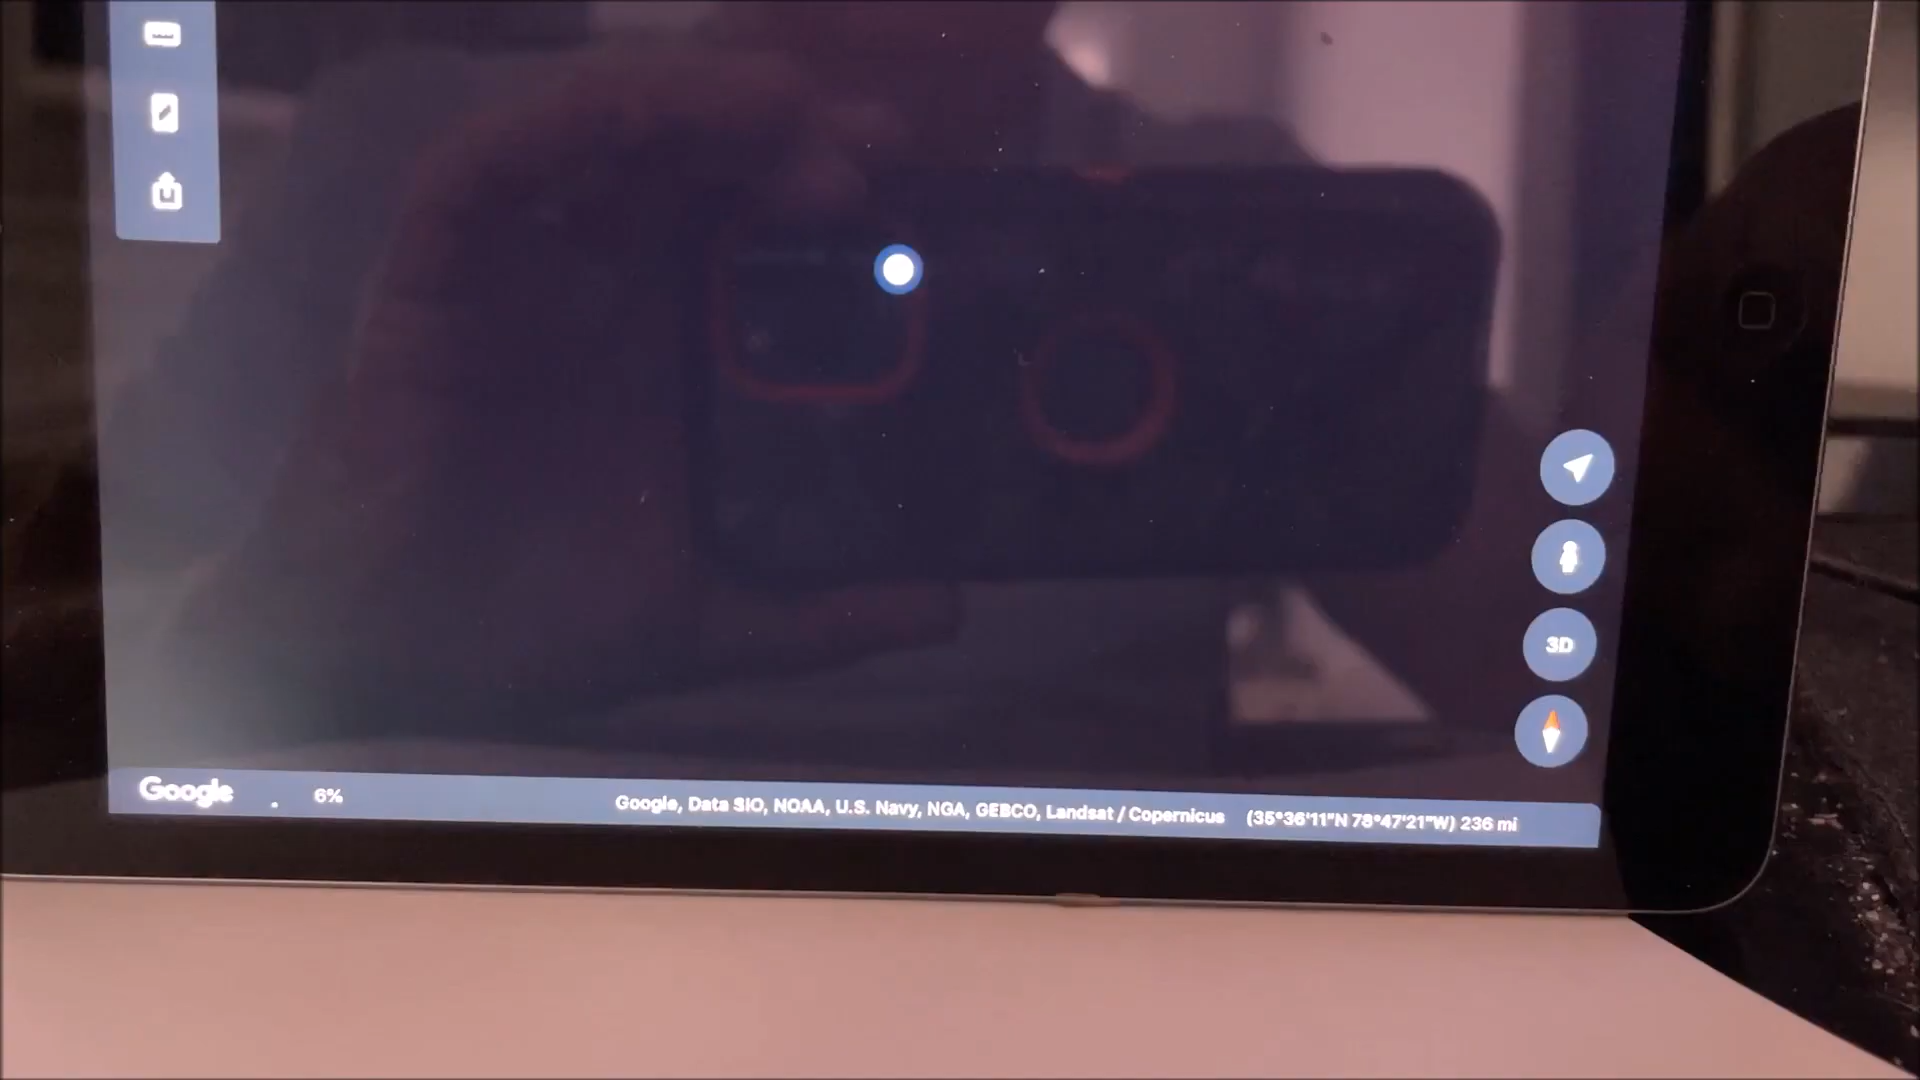 3D
Google 6% Google, Data SIO, NOAA, U.S. Navy, NGA, GEBCO, Landsat / Copernicus (35°36'11"N 78°47'21"W) 236 mi